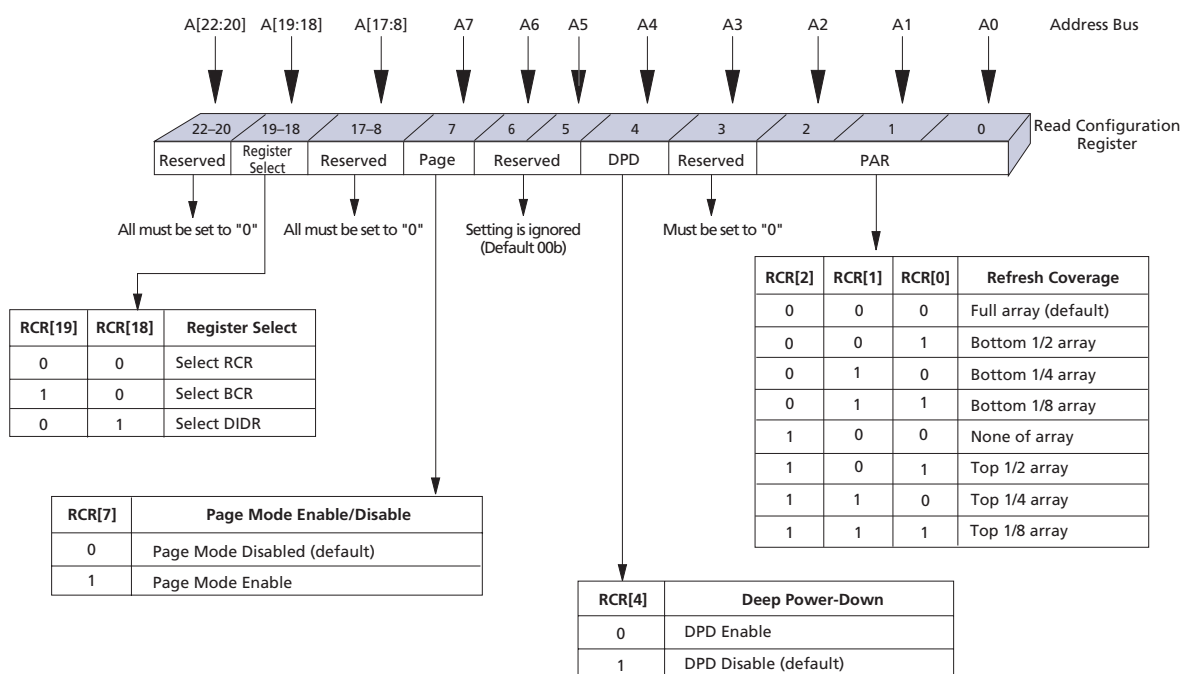 A[22:20] A[19:18] A[17:8] A7 A6 A5 A4 A3 A2 A1 A0 Address Bus
22–20 19–18 17–8 7 6 5 4 3 2 1 0
Read Configuration
Register
Reserved Register Select Reserved Page Reserved DPD Reserved PAR
All must be set to "0" All must be set to "0" Setting is ignored (Default 00b) Must be set to "0"
RCR[2] RCR[1] RCR[0] Refresh Coverage
0 0 0 Full array (default)
0 0 1 Bottom 1/2 array
0 1 0 Bottom 1/4 array
0 1 1 Bottom 1/8 array
1 0 0 None of array
1 0 1 Top 1/2 array
1 1 0 Top 1/4 array
1 1 1 Top 1/8 array
RCR[19] RCR[18] Register Select
0 0 Select RCR
1 0 Select BCR
0 1 Select DIDR
RCR[7] Page Mode Enable/Disable
0 Page Mode Disabled (default)
1 Page Mode Enable
RCR[4] Deep Power-Down
0 DPD Enable
1 DPD Disable (default)